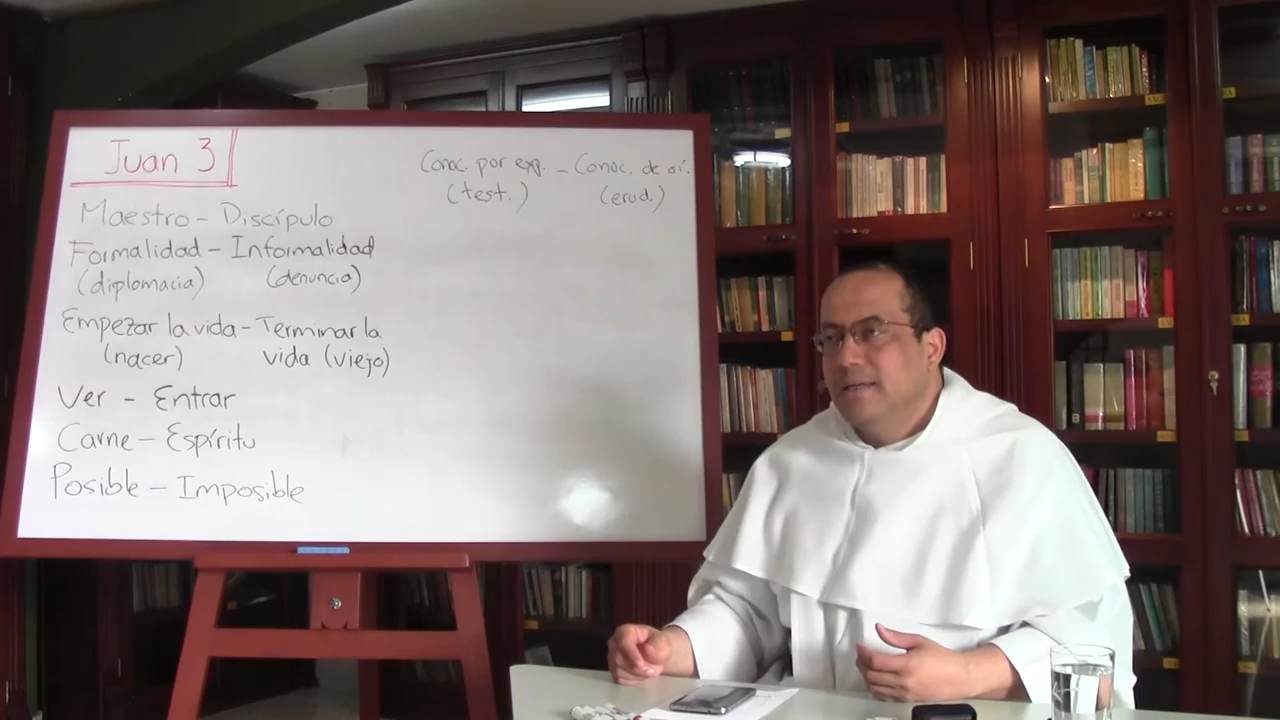 Juan 3
Maestro - Discípulo
Formalidad - Informalidad
(diplomacia) (denuncia)
Empezar la vida - Terminar la
(nacer) vida (viejo)
Ver - Entrar
Carne - Espíritu
Posible - Imposible
Conoc. por exp. - Conoc. de oí.
(test.) (erud.)